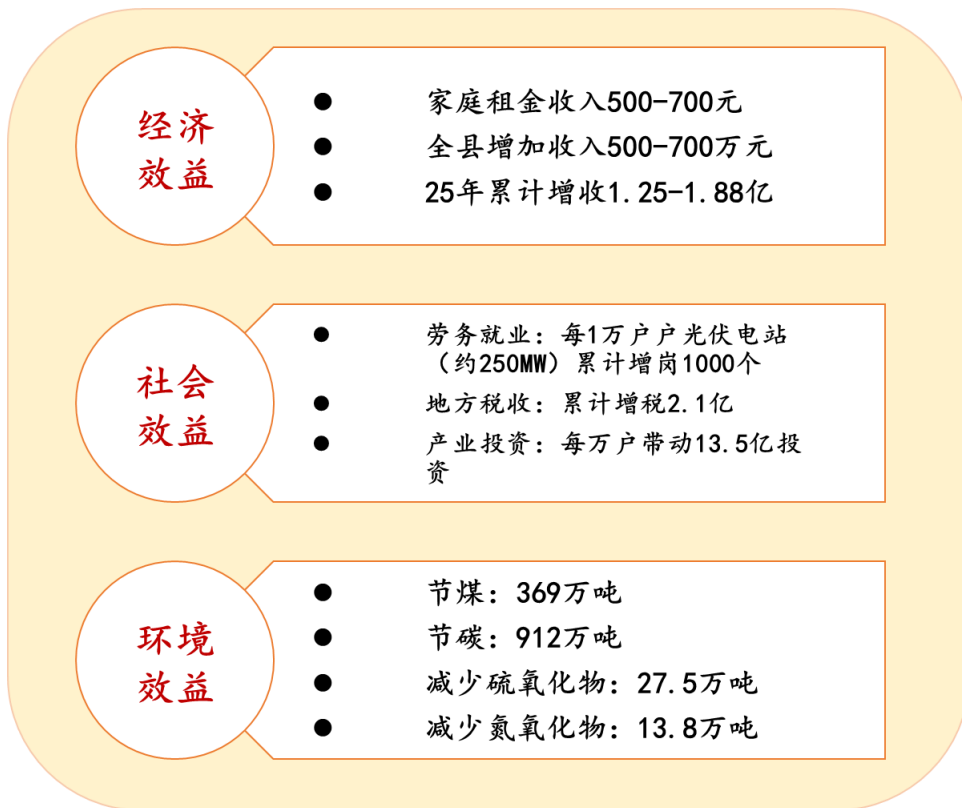 经济
效益
● 家庭租金收入500-700元
● 全县增加收入500-700万元
● 25年累计增收1.25-1.88亿
社会
效益
● 劳务就业：每1万户户光伏电站
（约250MW）累计增岗1000个
● 地方税收：累计增税2.1亿
● 产业投资：每万户带动13.5亿投
资
环境
效益
● 节煤：369万吨
● 节碳：912万吨
● 减少硫氧化物：27.5万吨
● 减少氮氧化物：13.8万吨